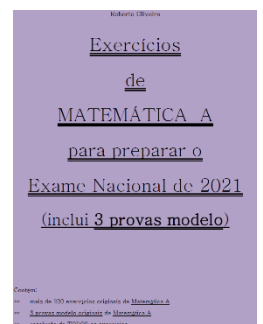 Roberto Oliveira
Exercícios
de
MATEMÁTICA A
para preparar o
Exame Nacional de 2021
(inclui 3 provas modelo)
Contém:
mais de 100 exercícios originais de Matemática A
3 provas modelo originais de Matemática A